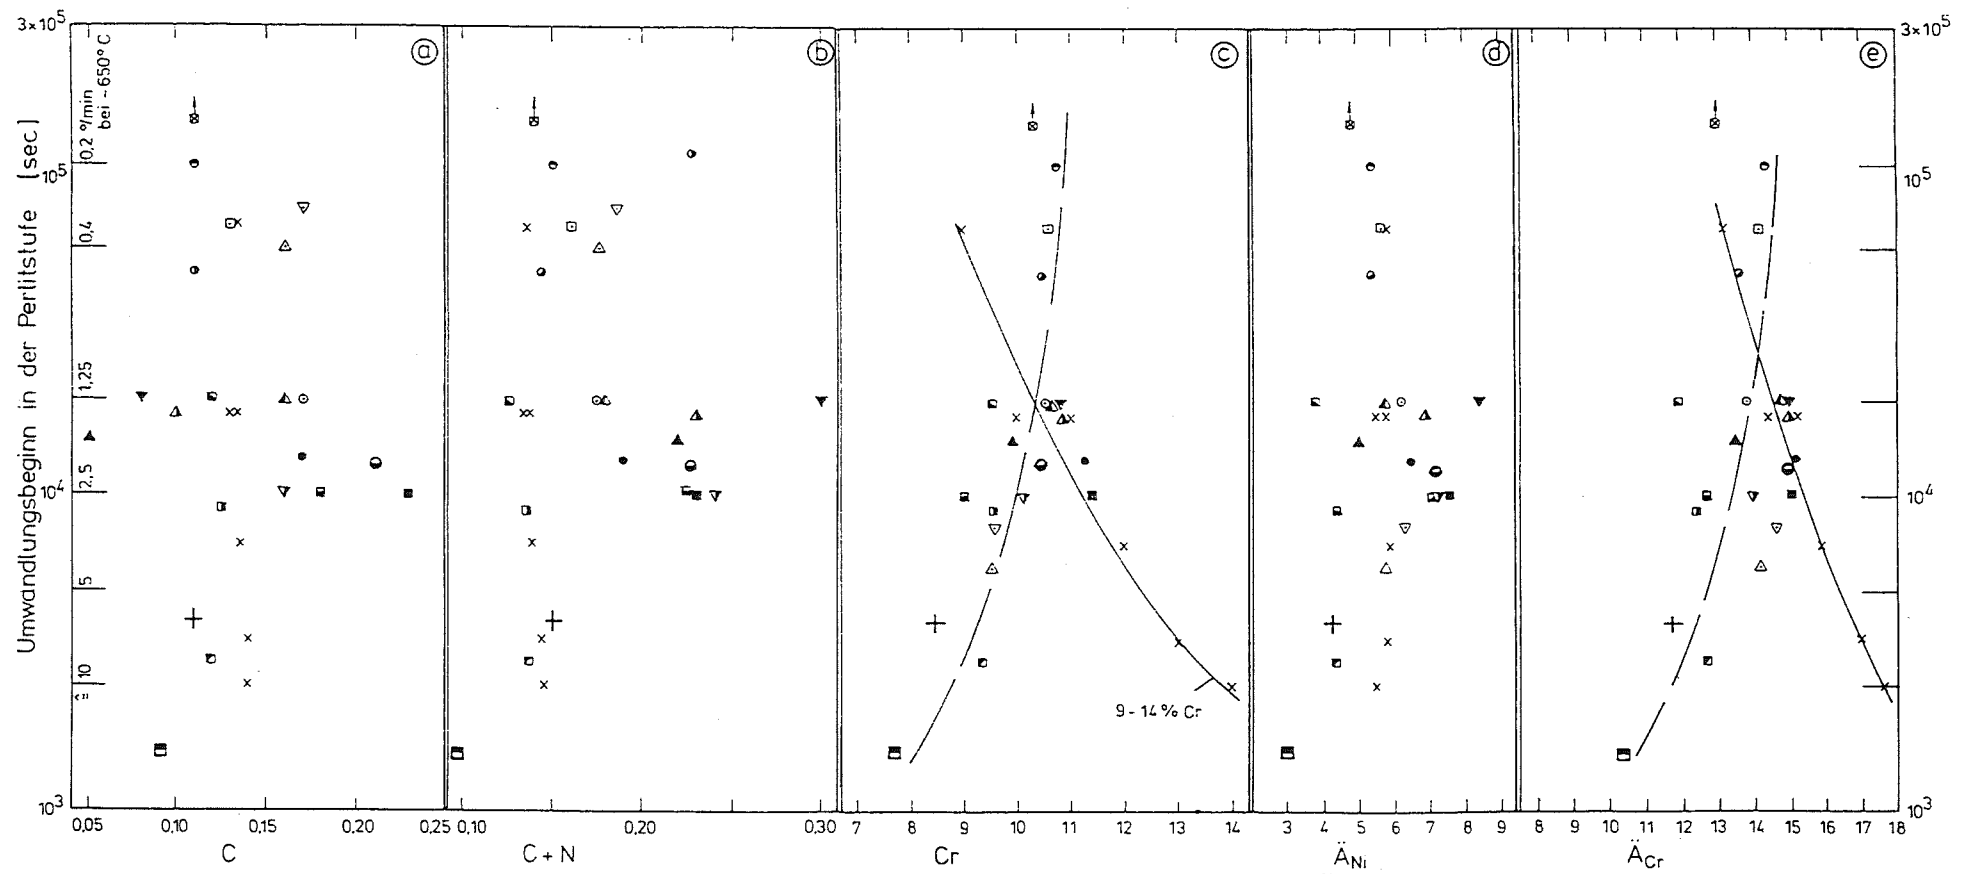 Umwandlungsbeginn in der Perlitstufe [sec]
3×10⁵
10⁵
10⁴
10³
0,2 °/min
bei ~650° C
0,4
1,25
2,5
5
10
a
b
c
d
e
3×10⁵
10⁵
10⁴
10³
9 - 14 % Cr
0,05 0,10 0,15 0,20 0,25
0,10 0,20 0,30
7 8 9 10 11 12 13 14
3 4 5 6 7 8 9
8 9 10 11 12 13 14 15 16 17 18
C
C + N
Cr
ÄNi
ÄCr